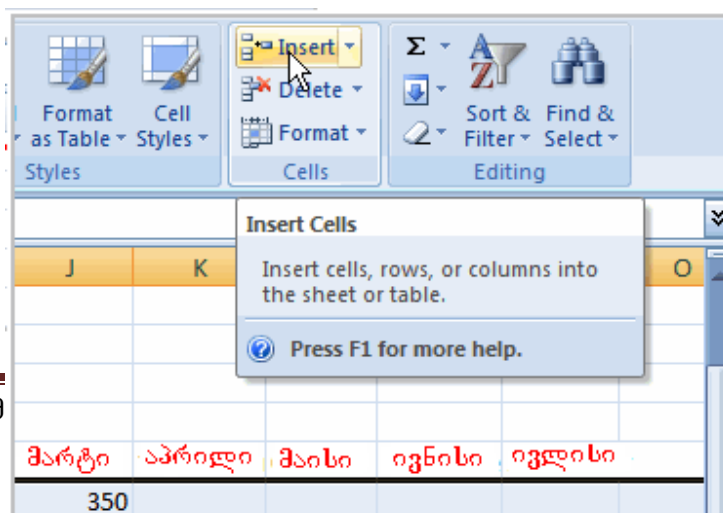 Insert
Delete
Format
Format as Table
Cell Styles
Sort & Filter
Find & Select
Styles
Cells
Editing
Insert Cells
Insert cells, rows, or columns into
the sheet or table.
Press F1 for more help.
J K O
მარტი აპრილი მაისი ივნისი ივლისი
350